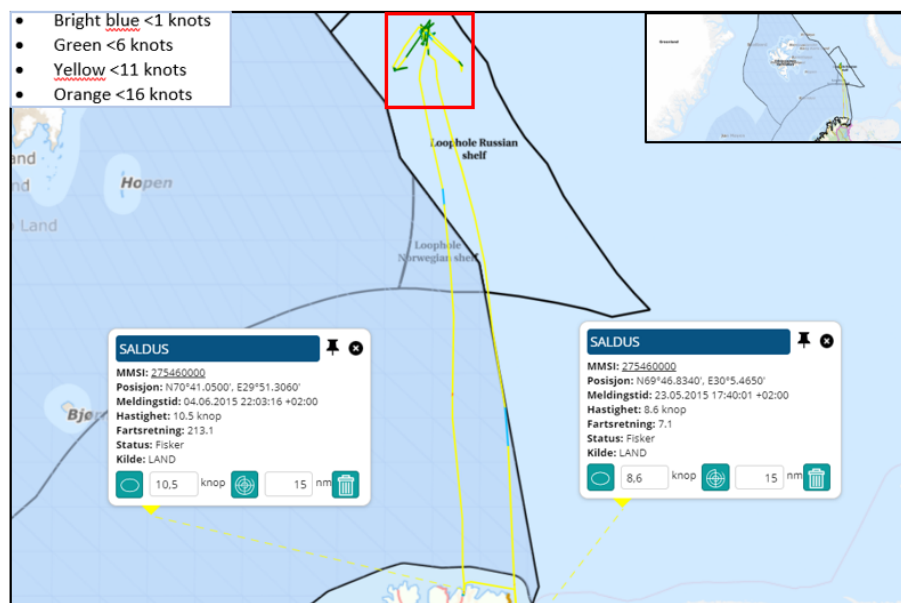 Bright blue <1 knots
Green <6 knots
Yellow <11 knots
Orange <16 knots
Loophole Russian
shelf
and
nd
Land
Hopen
Loophole
Norwegian shelf
Bjørn
SALDUS
MMSI: 275460000
Posisjon: N70°41.0500', E29°51.3060'
Meldingstid: 04.06.2015 22:03:16 +02:00
Hastighet: 10.5 knop
Fartsretning: 213.1
Status: Fisker
Kilde: LAND
10,5 knop 15 nm
SALDUS
MMSI: 275460000
Posisjon: N69°46.8340', E30°5.4650'
Meldingstid: 23.05.2015 17:40:01 +02:00
Hastighet: 8.6 knop
Fartsretning: 7.1
Status: Fisker
Kilde: LAND
8,6 knop 15 nm